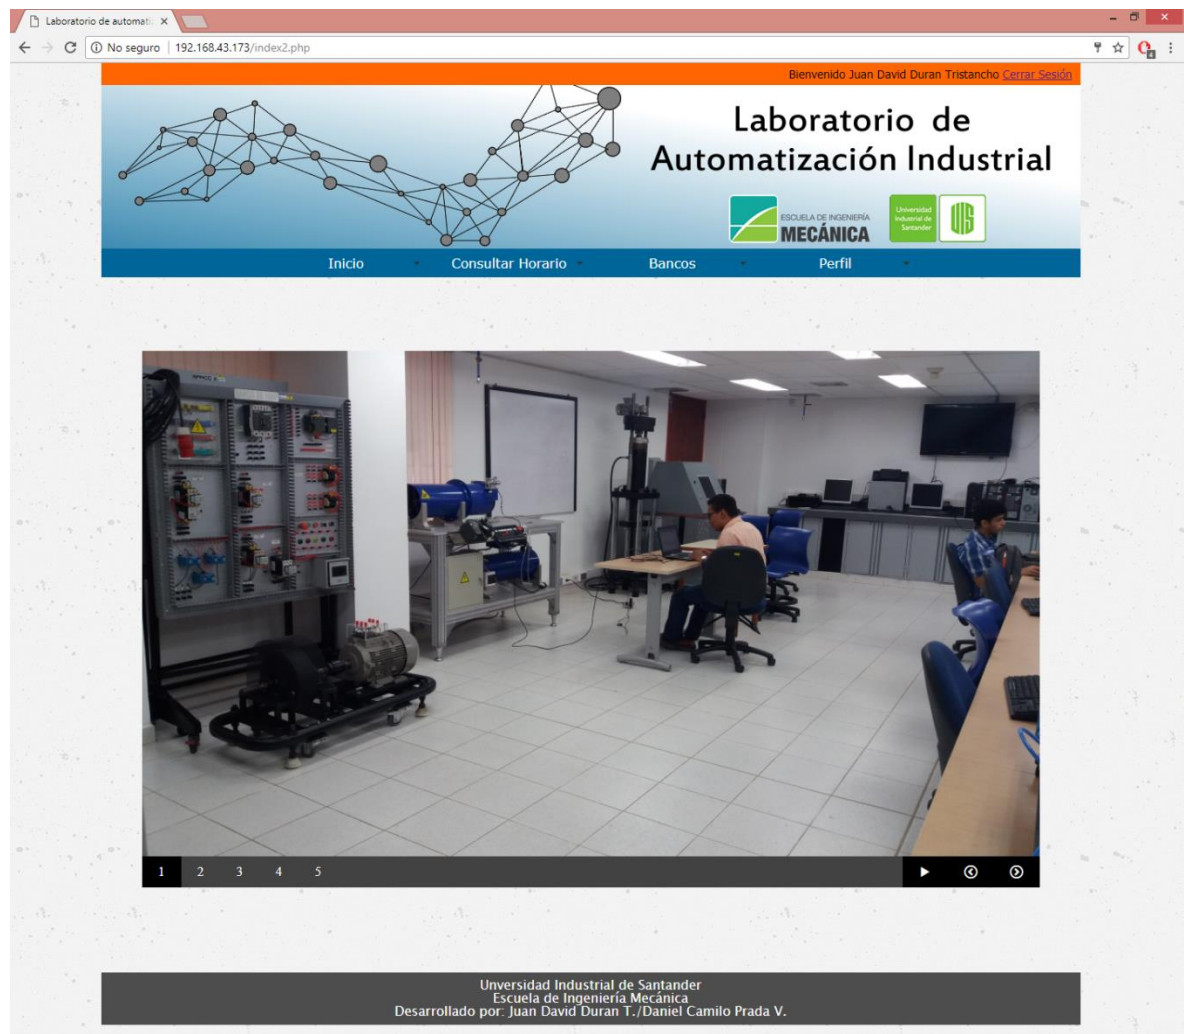 Laboratorio de automati
No seguro | 192.168.43.173/index2.php
Bienvenido Juan David Duran Tristancho Cerrar Sesión
Laboratorio de
Automatización Industrial
ESCUELA DE INGENIERÍA
MECÁNICA
Universidad
Industrial de
Santander
UIS
Inicio Consultar Horario Bancos Perfil
1 2 3 4 5
Unversidad Industrial de Santander
Escuela de Ingeniería Mecánica
Desarrollado por: Juan David Duran T./Daniel Camilo Prada V.